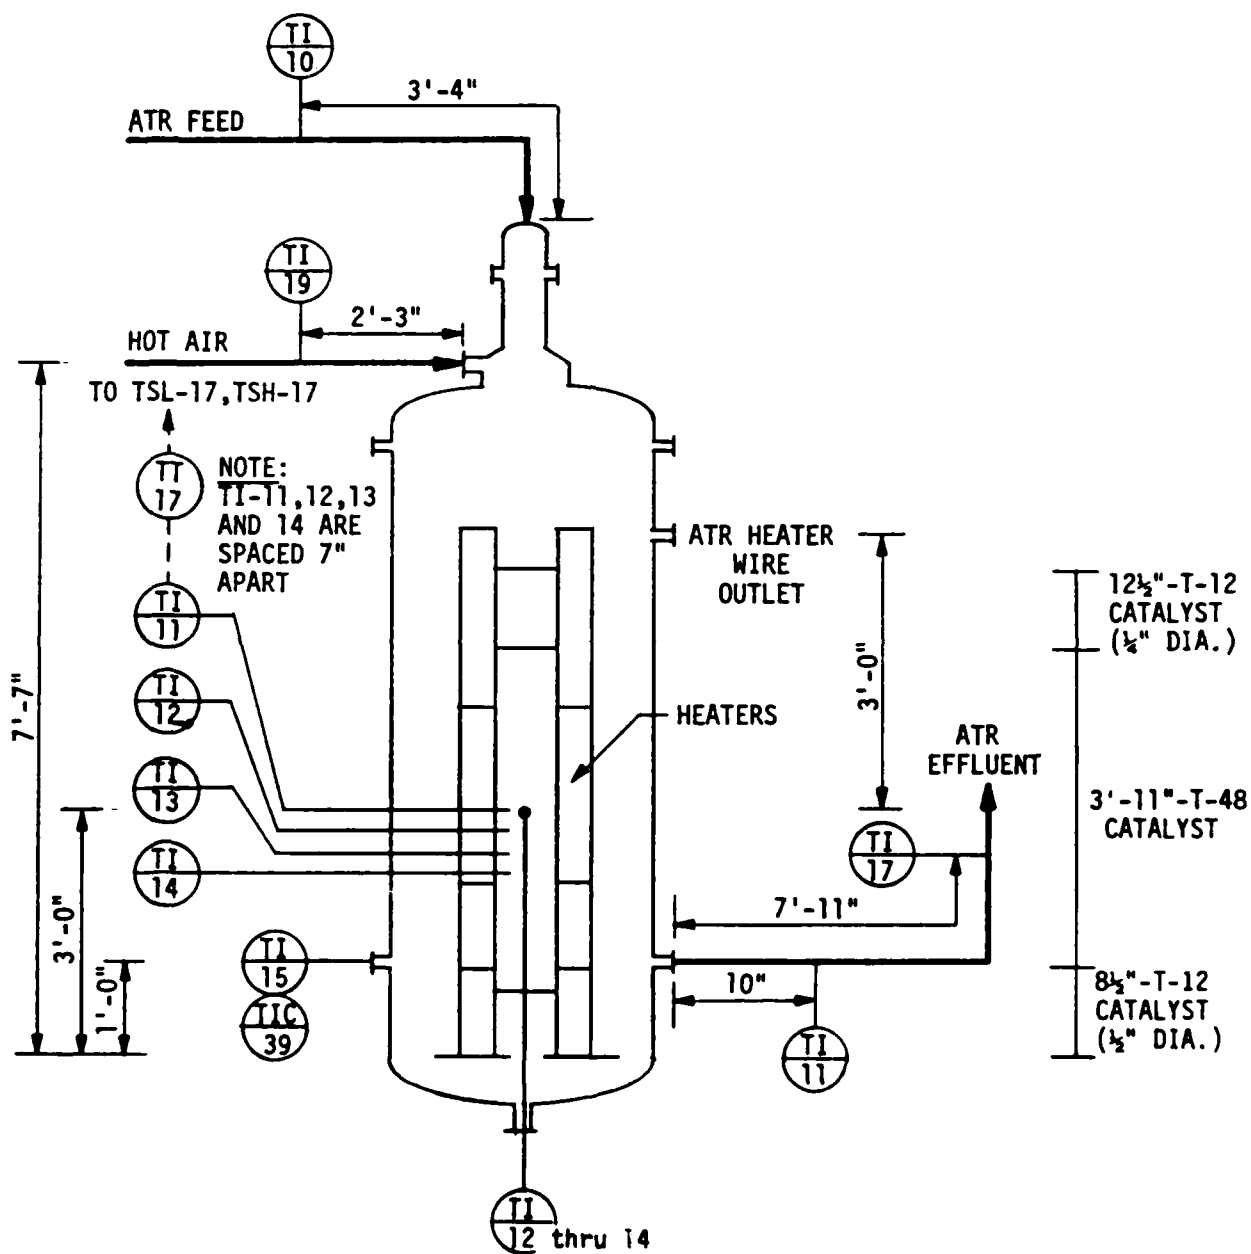 TI
10
3'-4"
ATR FEED
TI
19
2'-3"
HOT AIR
TO TSL-17,TSH-17
TT
17
NOTE:
TI-11,12,13
AND 14 ARE
SPACED 7"
APART
ATR HEATER
WIRE
OUTLET
12½"-T-12
CATALYST
(¼" DIA.)
TI
11
7'-7"
TI
12
3'-0"
HEATERS
ATR
EFFLUENT
TI
13
3'-11"-T-48
CATALYST
TI
14
TI
17
3'-0"
7'-11"
TI
15
1'-0"
10"
8½"-T-12
CATALYST
(½" DIA.)
TIC
39
TI
11
TI
12 thru 14